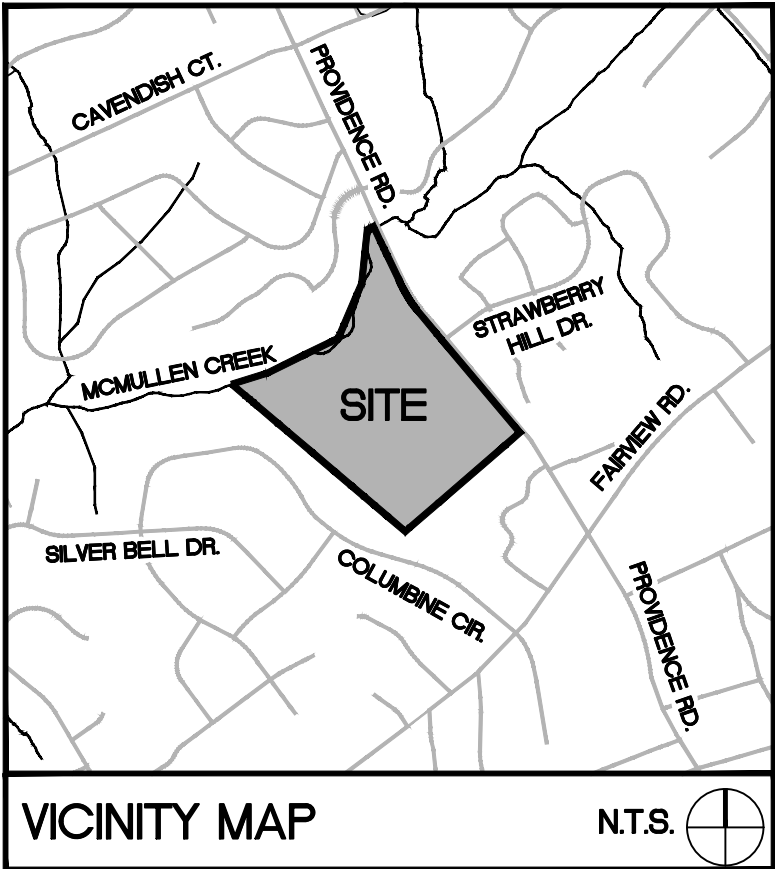 CAVENDISH CT.
PROVIDENCE RD.
STRAWBERRY
HILL DR.
MCMULLEN CREEK
SITE
FAIRVIEW RD.
SILVER BELL DR.
COLUMBINE CIR.
PROVIDENCE RD.
VICINITY MAP
N.T.S.